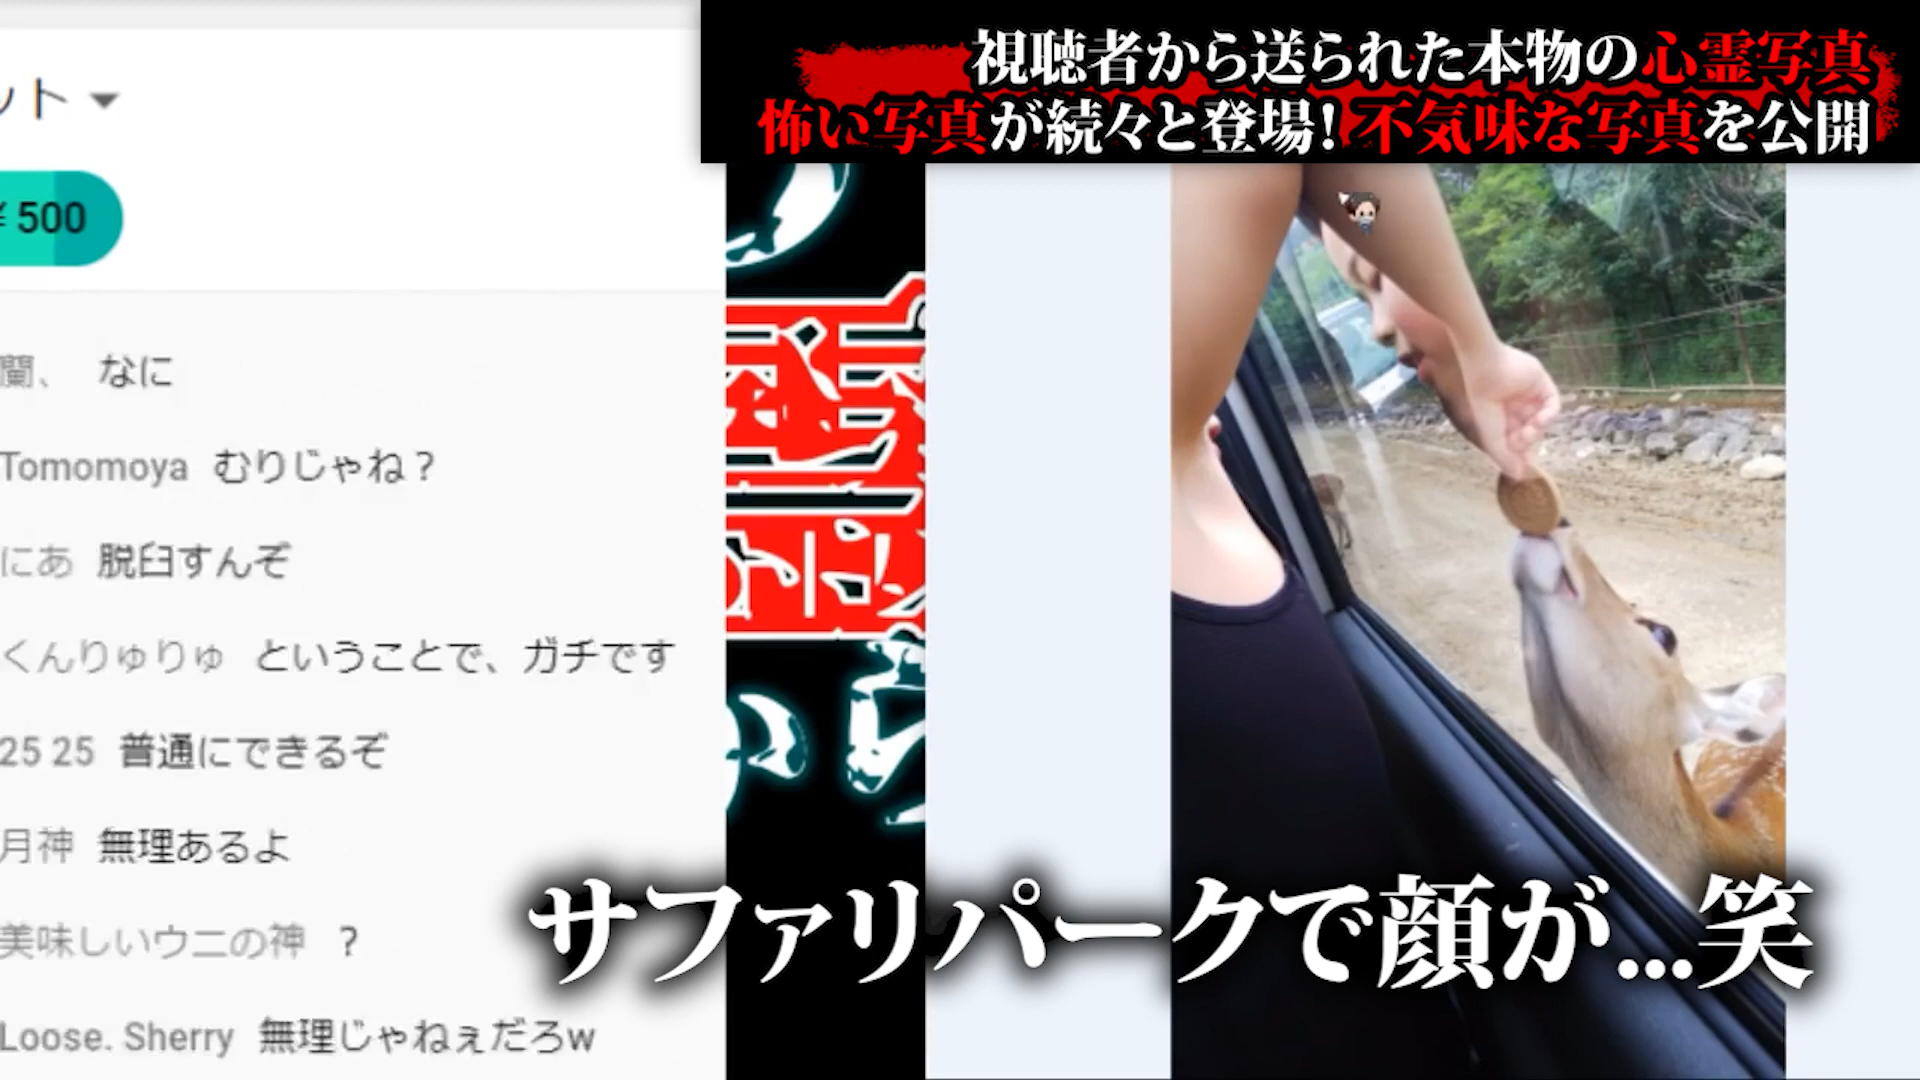 視聴者から送られた本物の心霊写真
怖い写真が続々と登場!不気味な写真を公開
ット
¥500
闇、 なに
Tomomoya むりじゃね？
にあ 脱臼すんぞ
くんりゅりゅ ということで、ガチです
25 25 普通にできるぞ
月神 無理あるよ
美味しいウニの神 ？
Loose. Sherry 無理じゃねぇだろw
サファリパークで顔が...笑